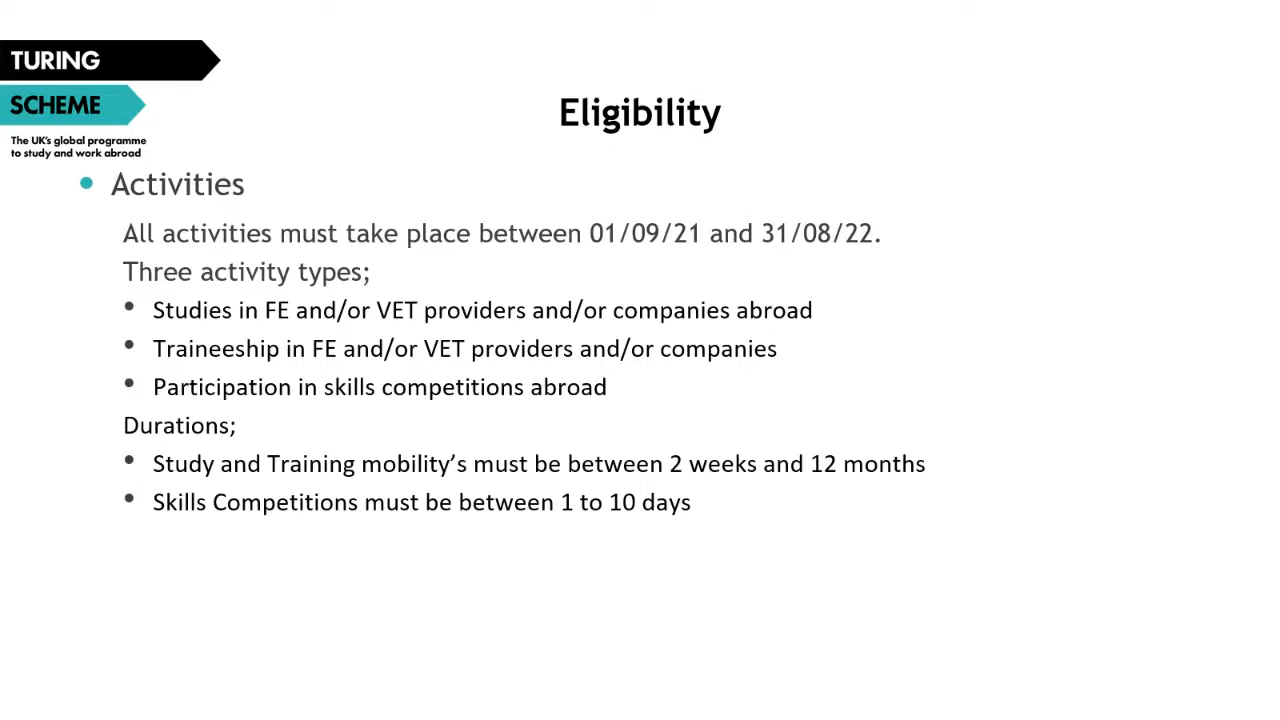 TURING
SCHEME
The UK's global programme
to study and work abroad
Eligibility
• Activities
All activities must take place between 01/09/21 and 31/08/22.
Three activity types;
• Studies in FE and/or VET providers and/or companies abroad
• Traineeship in FE and/or VET providers and/or companies
• Participation in skills competitions abroad
Durations;
• Study and Training mobility’s must be between 2 weeks and 12 months
• Skills Competitions must be between 1 to 10 days